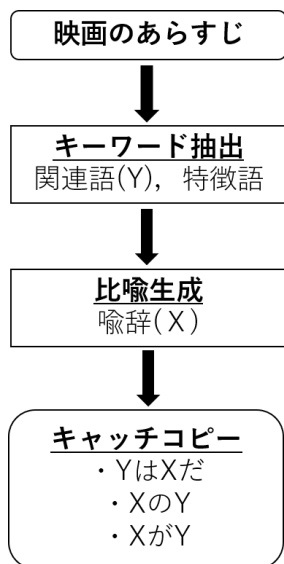 映画のあらすじ
キーワード抽出
関連語(Y),特徴語
比喩生成
喩辞(X)
キャッチコピー
・YはXだ
・XのY
・XがY